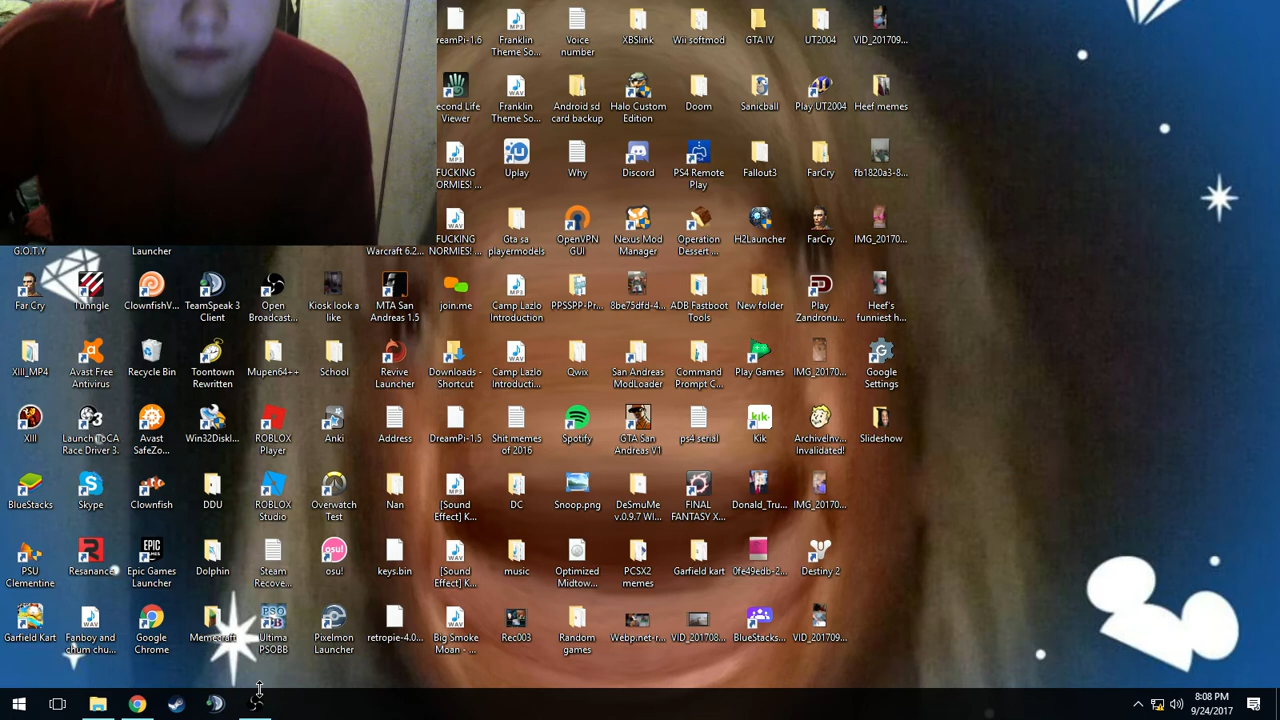 reamPi-1.6
Franklin
Theme So...
Voice
number
XBSlink
Wii softmod
GTA IV
UT2004
VID_201709...
econd Life
Viewer
Franklin
Theme So...
Android sd
card backup
Halo Custom
Edition
Doom
Sanicball
Play UT2004
Heef memes
FUCKING
ORMIES! ...
Uplay
Why
Discord
PS4 Remote
Play
Fallout3
FarCry
fb1820a3-8...
G.O.T.Y
Launcher
Warcraft 6.2...
FUCKING
NORMIES! ...
Gta sa
playermodels
OpenVPN
GUI
Nexus Mod
Manager
Operation
Dessert ...
H2Launcher
FarCry
IMG_20170...
Far Cry
Tunngle
ClownfishV...
TeamSpeak 3
Client
Open
Broadcast...
Kiosk look a
like
MTA San
Andreas 1.5
join.me
Camp Lazlo
Introduction
PPSSPP-Pr...
8be75dfd-4...
ADB Fastboot
Tools
New folder
Play
Zandronu...
Heef's
funniest h...
XIII_MP4
Avast Free
Antivirus
Recycle Bin
Toontown
Rewritten
Mupen64++
School
Revive
Launcher
Downloads -
Shortcut
Camp Lazlo
Introducti...
Qwix
San Andreas
ModLoader
Command
Prompt C...
Play Games
IMG_20170...
Google
Settings
XIII
Launch ToCA
Race Driver 3.
Avast
SafeZo...
Win32DiskI...
ROBLOX
Player
Anki
Address
DreamPi-1.5
Shit memes
of 2016
Spotify
GTA San
Andreas V1
ps4 serial
Kik
ArchiveInv...
Invalidated!
Slideshow
BlueStacks
Skype
Clownfish
DDU
ROBLOX
Studio
Overwatch
Test
Nan
[Sound
Effect] K...
DC
Snoop.png
DeSmuMe
v.0.9.7 WI...
FINAL
FANTASY X...
Donald_Tru...
IMG_20170...
PSU
Clementine
Resanance
Epic Games
Launcher
Dolphin
Steam
Recove...
osu!
keys.bin
[Sound
Effect] K...
music
Optimized
Midtow...
PCSX2
memes
Garfield kart
0fe49edb-2...
Destiny 2
Garfield Kart
Fanboy and
chum chu...
Google
Chrome
Memecraft
Ultima
PSOBB
Pixelmon
Launcher
retropie-4.0...
Big Smoke
Moan - ...
Rec003
Random
games
Webp.net-r...
VID_201708...
BlueStacks...
VID_201709...
8:08 PM
9/24/2017